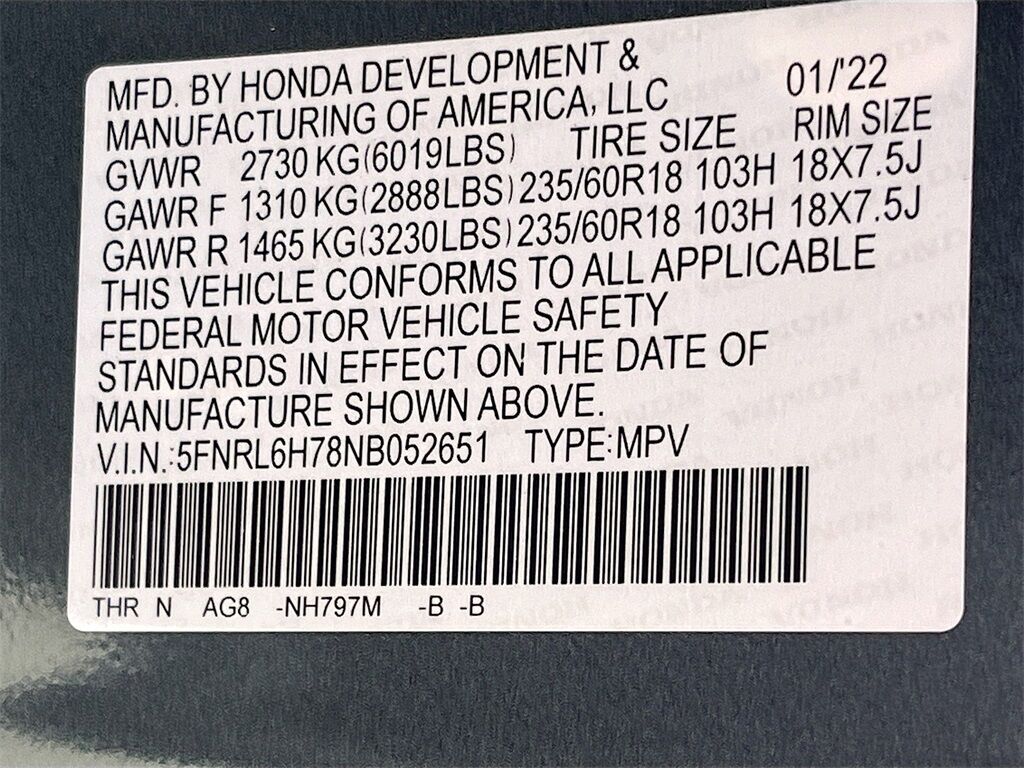 MFD. BY HONDA DEVELOPMENT &
MANUFACTURING OF AMERICA, LLC 01/'22
GVWR 2730 KG(6019LBS) TIRE SIZE RIM SIZE
GAWR F 1310 KG(2888LBS) 235/60R18 103H 18X7.5J
GAWR R 1465 KG(3230LBS) 235/60R18 103H 18X7.5J
THIS VEHICLE CONFORMS TO ALL APPLICABLE
FEDERAL MOTOR VEHICLE SAFETY
STANDARDS IN EFFECT ON THE DATE OF
MANUFACTURE SHOWN ABOVE.
V.I.N.:5FNRL6H78NB052651 TYPE:MPV
THR N AG8 -NH797M -B -B